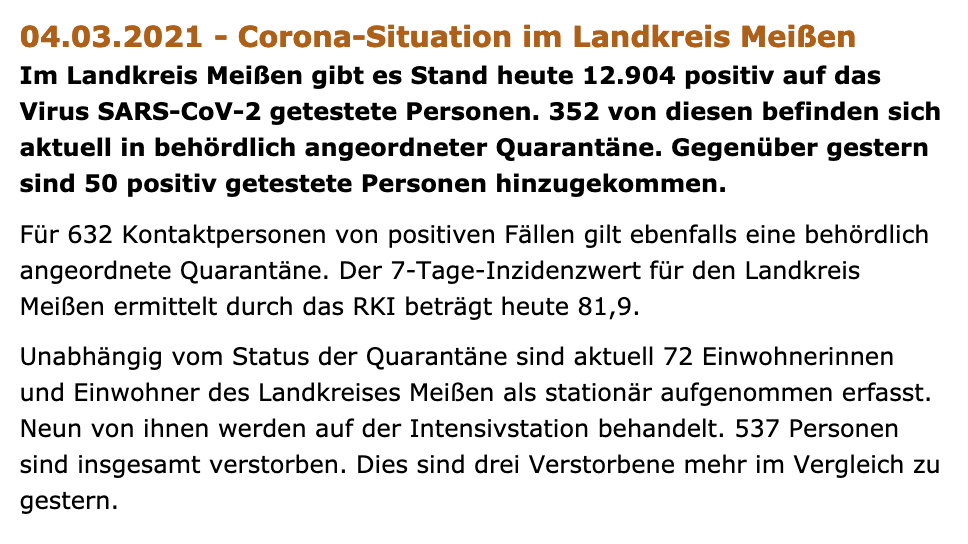 04.03.2021 - Corona-Situation im Landkreis Meißen
Im Landkreis Meißen gibt es Stand heute 12.904 positiv auf das
Virus SARS-CoV-2 getestete Personen. 352 von diesen befinden sich
aktuell in behördlich angeordneter Quarantäne. Gegenüber gestern
sind 50 positiv getestete Personen hinzugekommen.
Für 632 Kontaktpersonen von positiven Fällen gilt ebenfalls eine behördlich
angeordnete Quarantäne. Der 7-Tage-Inzidenzwert für den Landkreis
Meißen ermittelt durch das RKI beträgt heute 81,9.
Unabhängig vom Status der Quarantäne sind aktuell 72 Einwohnerinnen
und Einwohner des Landkreises Meißen als stationär aufgenommen erfasst.
Neun von ihnen werden auf der Intensivstation behandelt. 537 Personen
sind insgesamt verstorben. Dies sind drei Verstorbene mehr im Vergleich zu
gestern.